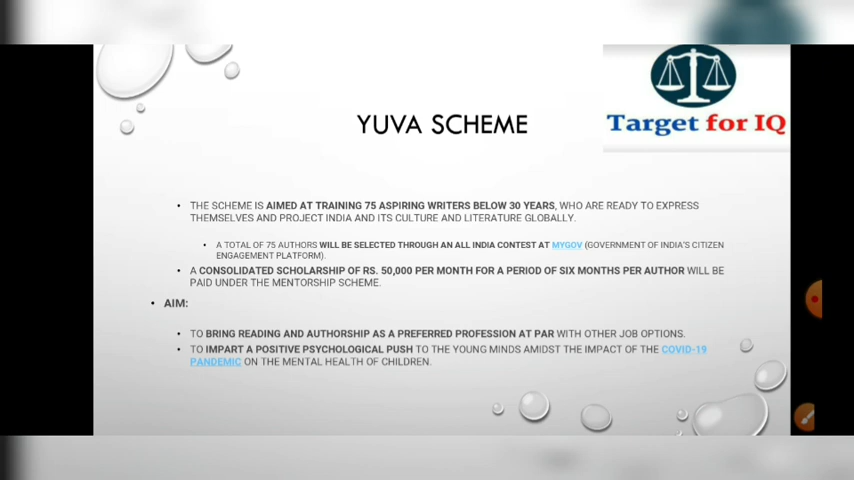 Target for IQ
YUVA SCHEME
• THE SCHEME IS AIMED AT TRAINING 75 ASPIRING WRITERS BELOW 30 YEARS, WHO ARE READY TO EXPRESS
THEMSELVES AND PROJECT INDIA AND ITS CULTURE AND LITERATURE GLOBALLY.
• A TOTAL OF 75 AUTHORS WILL BE SELECTED THROUGH AN ALL INDIA CONTEST AT MYGOV (GOVERNMENT OF INDIA'S CITIZEN
ENGAGEMENT PLATFORM).
• A CONSOLIDATED SCHOLARSHIP OF RS. 50,000 PER MONTH FOR A PERIOD OF SIX MONTHS PER AUTHOR WILL BE
PAID UNDER THE MENTORSHIP SCHEME.
• AIM:
• TO BRING READING AND AUTHORSHIP AS A PREFERRED PROFESSION AT PAR WITH OTHER JOB OPTIONS.
• TO IMPART A POSITIVE PSYCHOLOGICAL PUSH TO THE YOUNG MINDS AMIDST THE IMPACT OF THE COVID-19
PANDEMIC ON THE MENTAL HEALTH OF CHILDREN.